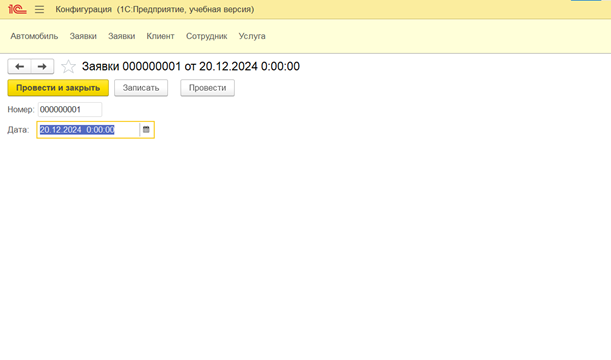 1С Конфигурация (1С:Предприятие, учебная версия)
Автомобиль Заявки Заявки Клиент Сотрудник Услуга
Заявки 000000001 от 20.12.2024 0:00:00
Провести и закрыть Записать Провести
Номер: 000000001
Дата: 20.12.2024 0:00:00